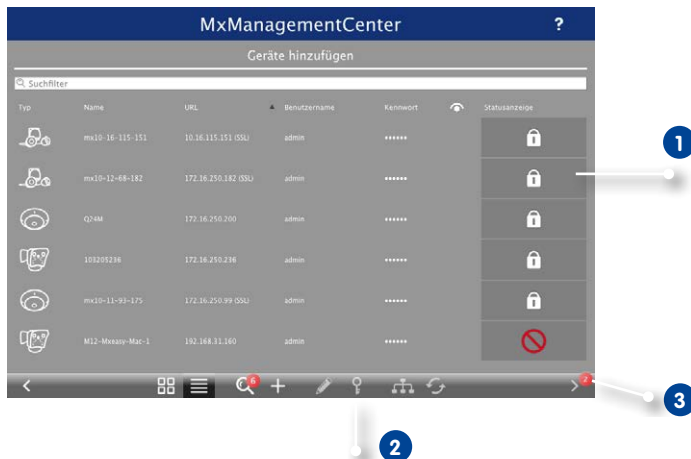 MxManagementCenter ?
Geräte hinzufügen
Suchfilter
Typ Name URL Benutzername Kennwort Statusanzeige
mx10-16-115-151 10.16.115.151 (SSL) admin ••••••
mx10-12-68-182 172.16.250.182 (SSL) admin ••••••
Q24M 172.16.250.200 admin ••••••
103205236 172.16.250.236 admin ••••••
mx10-11-93-175 172.16.250.99 (SSL) admin ••••••
M12-Mxeasy-Mac-1 192.168.31.160 admin ••••••
6 2
1
2
3